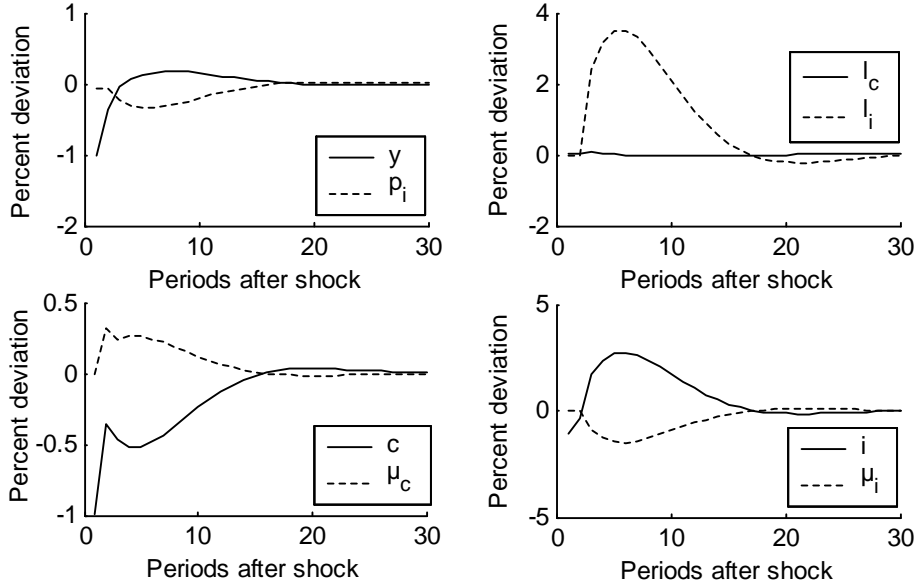 Percent deviation
1
0
-1
-2
y
p_i
0 10 20 30
Periods after shock
Percent deviation
4
2
0
-2
l_c
l_i
0 10 20 30
Periods after shock
Percent deviation
0.5
0
-0.5
-1
c
μ_c
0 10 20 30
Periods after shock
Percent deviation
5
0
-5
i
μ_i
0 10 20 30
Periods after shock